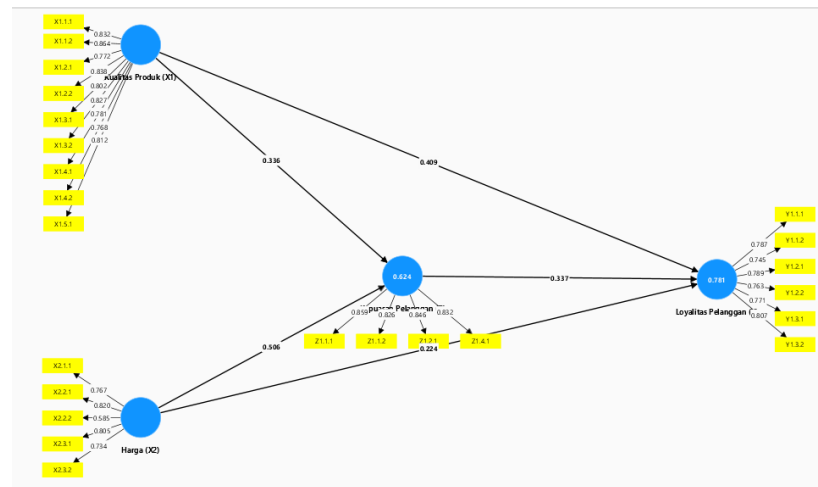 X1.1.1
X1.1.2
X1.2.1
X1.2.2
X1.3.1
X1.3.2
X1.4.1
X1.4.2
X1.5.1
0.832
0.864
0.772
0.838
0.802
0.827
0.781
0.768
0.812
Kualitas Produk (X1)
0.336
0.409
0.624
0.337
0.781
Pelanggan
Loyalitas Pelanggan
0.859
0.826
0.846
0.832
Z1.1.1
Z1.1.2
Z1.2.1
Z1.4.1
0.506
0.224
Y1.1.1
Y1.1.2
Y1.2.1
Y1.2.2
Y1.3.1
Y1.3.2
0.787
0.745
0.789
0.763
0.771
0.807
X2.1.1
X2.2.1
X2.2.2
X2.3.1
X2.3.2
0.767
0.820
0.585
0.805
0.734
Harga (X2)